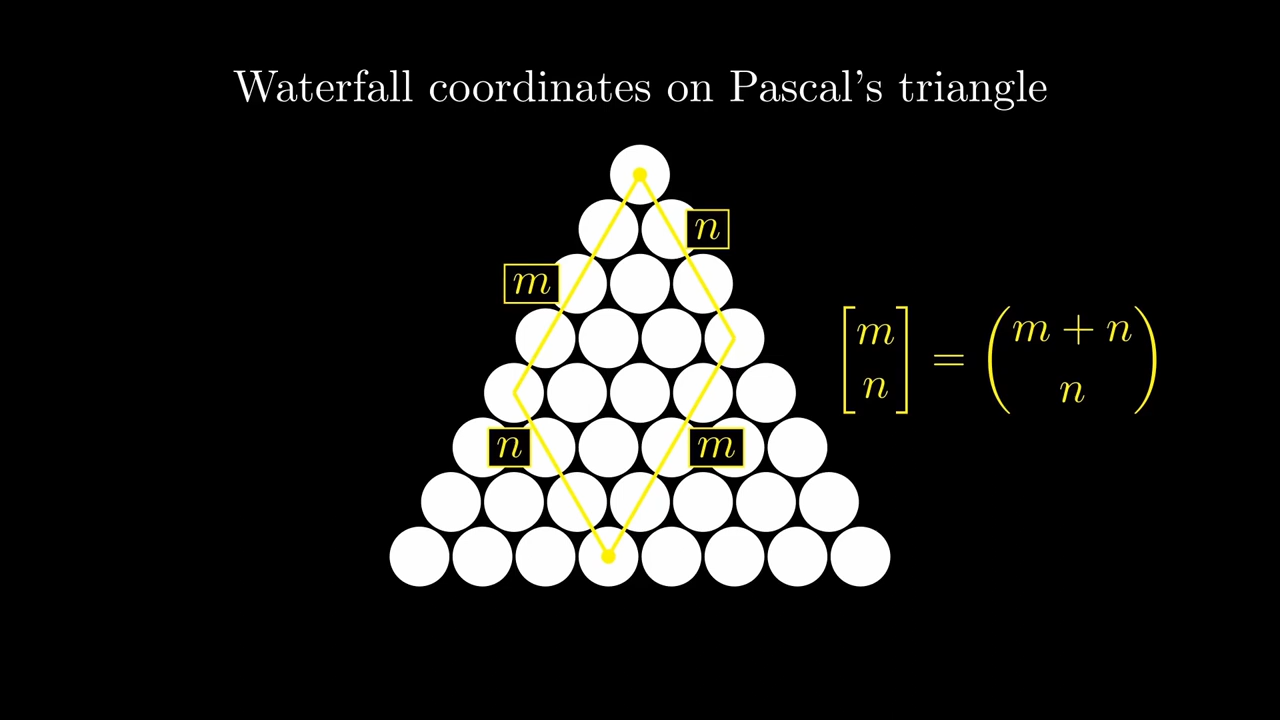 Waterfall coordinates on Pascal's triangle
n
m
[m n] = (m + n n)
n
m